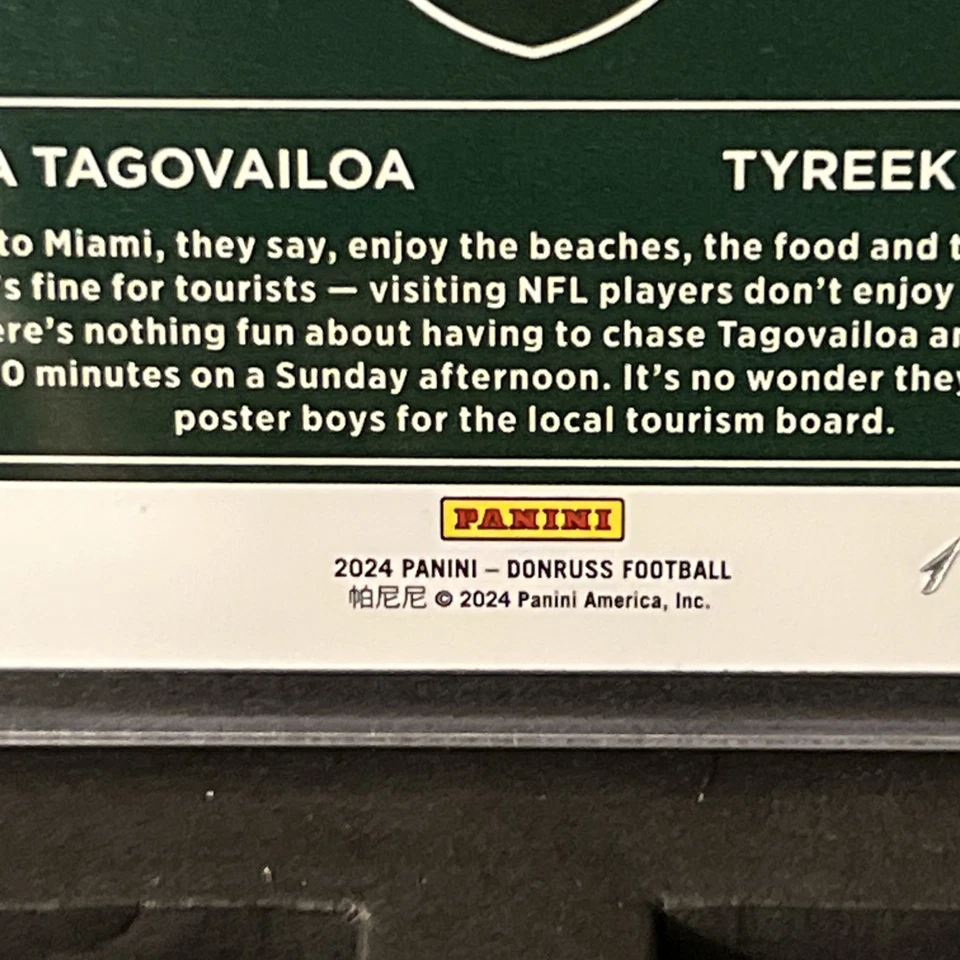 A TAGOVAILOA TYREEK
to Miami, they say, enjoy the beaches, the food and t
's fine for tourists — visiting NFL players don't enjoy
ere's nothing fun about having to chase Tagovailoa ar
0 minutes on a Sunday afternoon. It's no wonder they
poster boys for the local tourism board.
PANINI
2024 PANINI – DONRUSS FOOTBALL
帕尼尼 © 2024 Panini America, Inc.